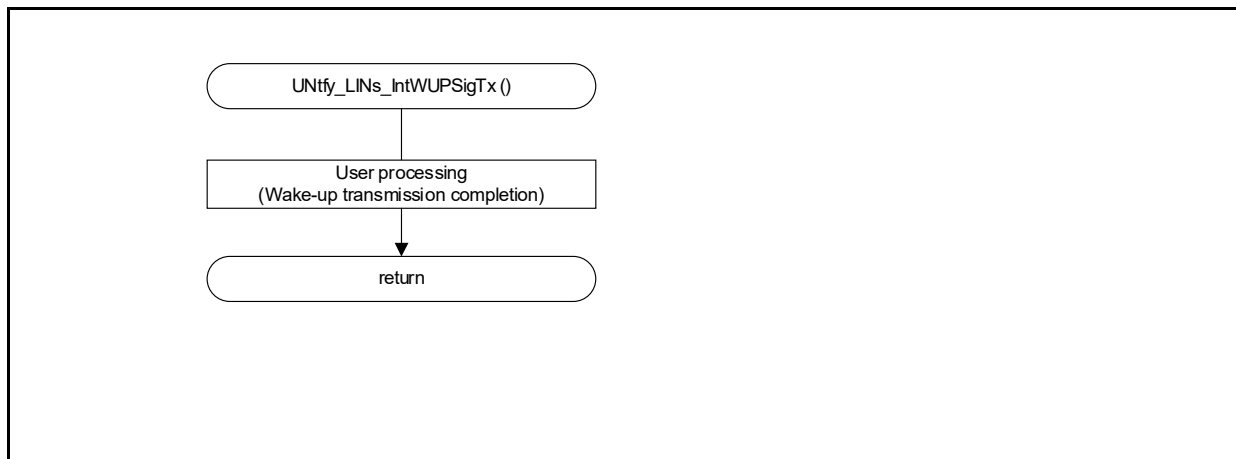 UNtfy_LINs_IntWUPSigTx ()
User processing
(Wake-up transmission completion)
return